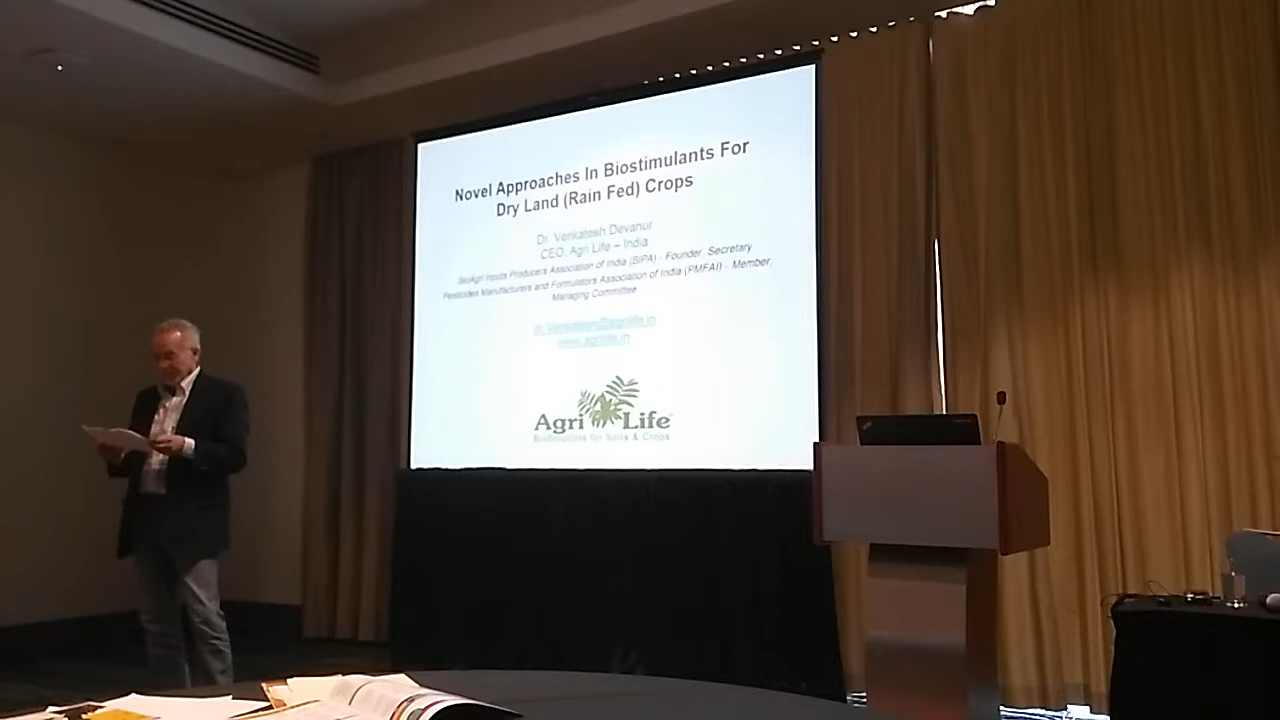 Novel Approaches In Biostimulants For
Dry Land (Rain Fed) Crops
Dr. Venkatesh Devanur
CEO, Agri Life – India
BioAgri Inputs Producers Association of India (BIPA) - Founder, Secretary
Pesticides Manufacturers and Formulators Association of India (PMFAI) – Member,
Managing Committee
www.agrilife.in
Agri Life
for Soils & Crops